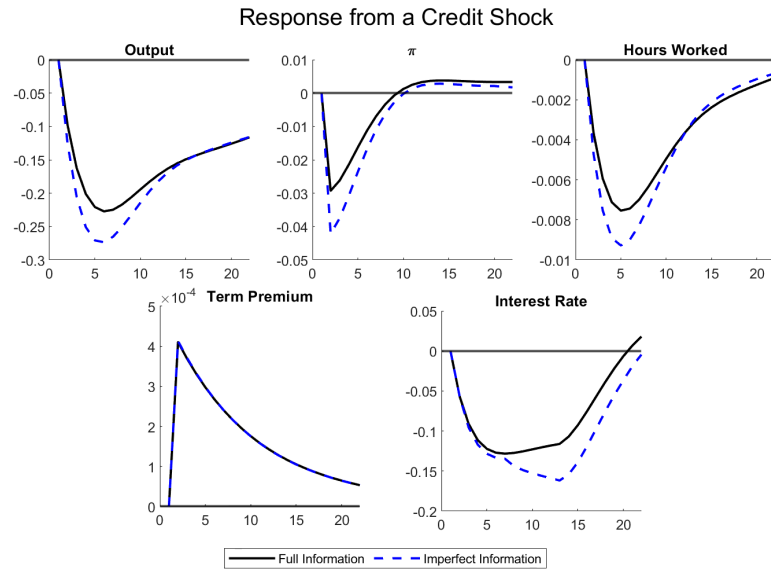 Response from a Credit Shock
Output
0
-0.05
-0.1
-0.15
-0.2
-0.25
-0.3
0 5 10 15 20
π
0.01
0
-0.01
-0.02
-0.03
-0.04
-0.05
0 5 10 15 20
Hours Worked
0
-0.002
-0.004
-0.006
-0.008
-0.01
0 5 10 15 20
×10^-4 Term Premium
5
4
3
2
1
0
0 5 10 15 20
Interest Rate
0.05
0
-0.05
-0.1
-0.15
-0.2
0 5 10 15 20
Full Information Imperfect Information